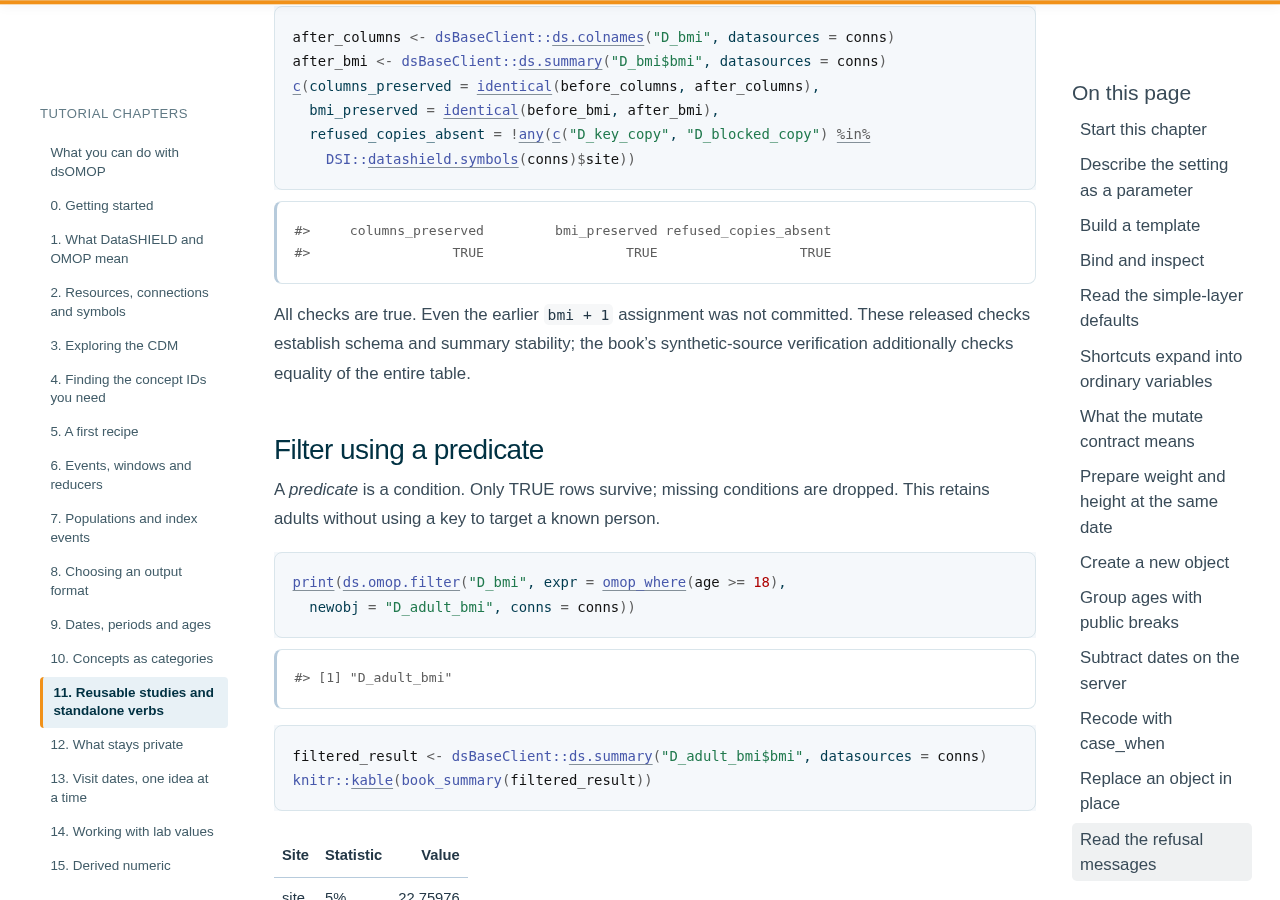 TUTORIAL CHAPTERS
What you can do with
dsOMOP
0. Getting started
1. What DataSHIELD and
OMOP mean
2. Resources, connections
and symbols
3. Exploring the CDM
4. Finding the concept IDs
you need
5. A first recipe
6. Events, windows and
reducers
7. Populations and index
events
8. Choosing an output
format
9. Dates, periods and ages
10. Concepts as categories
11. Reusable studies and
standalone verbs
12. What stays private
13. Visit dates, one idea at
a time
14. Working with lab values
15. Derived numeric
after_columns <- dsBaseClient::ds.colnames("D_bmi", datasources = conns)
after_bmi <- dsBaseClient::ds.summary("D_bmi$bmi", datasources = conns)
c(columns_preserved = identical(before_columns, after_columns),
  bmi_preserved = identical(before_bmi, after_bmi),
  refused_copies_absent = !any(c("D_key_copy", "D_blocked_copy") %in%
    DSI::datashield.symbols(conns)$site))
#>     columns_preserved         bmi_preserved refused_copies_absent
#>                  TRUE                  TRUE                  TRUE
All checks are true. Even the earlier bmi + 1 assignment was not committed. These released checks
establish schema and summary stability; the book’s synthetic-source verification additionally checks
equality of the entire table.
Filter using a predicate
A predicate is a condition. Only TRUE rows survive; missing conditions are dropped. This retains
adults without using a key to target a known person.
print(ds.omop.filter("D_bmi", expr = omop_where(age >= 18),
  newobj = "D_adult_bmi", conns = conns))
#> [1] "D_adult_bmi"
filtered_result <- dsBaseClient::ds.summary("D_adult_bmi$bmi", datasources = conns)
knitr::kable(book_summary(filtered_result))
Site Statistic Value
site 5% 22.75976
On this page
Start this chapter
Describe the setting
as a parameter
Build a template
Bind and inspect
Read the simple-layer
defaults
Shortcuts expand into
ordinary variables
What the mutate
contract means
Prepare weight and
height at the same
date
Create a new object
Group ages with
public breaks
Subtract dates on the
server
Recode with
case_when
Replace an object in
place
Read the refusal
messages